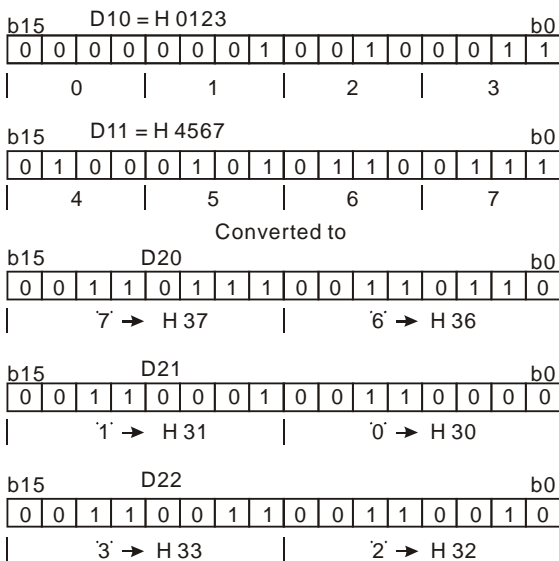 D10 = H 0123
b15 b0
0 0 0 0 0 0 0 1 0 0 1 0 0 0 1 1
0 1 2 3
D11 = H 4567
b15 b0
0 1 0 0 0 1 0 1 0 1 1 0 0 1 1 1
4 5 6 7
Converted to
b15 D20 b0
0 0 1 1 0 1 1 1 0 0 1 1 0 1 1 0
'7' → H 37 '6' → H 36
D21
b15 b0
0 0 1 1 0 0 0 1 0 0 1 1 0 0 0 0
'1' → H 31 '0' → H 30
D22
b15 b0
0 0 1 1 0 0 1 1 0 0 1 1 0 0 1 0
'3' → H 33 '2' → H 32